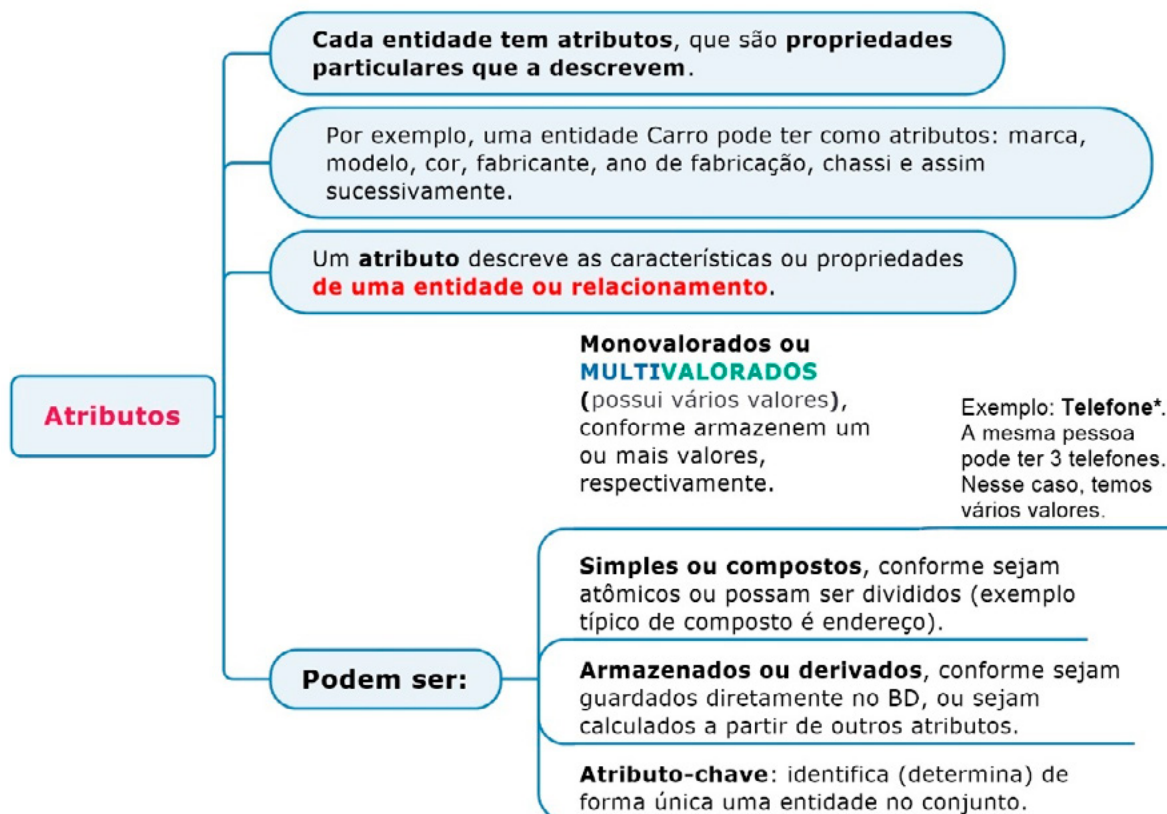 Cada entidade tem atributos, que são propriedades
particulares que a descrevem.
Por exemplo, uma entidade Carro pode ter como atributos: marca,
modelo, cor, fabricante, ano de fabricação, chassi e assim
sucessivamente.
Um atributo descreve as características ou propriedades
de uma entidade ou relacionamento.
Atributos
Podem ser:
Monovalorados ou
MULTIVALORADOS
(possui vários valores),
conforme armazenem um
ou mais valores,
respectivamente.
Exemplo: Telefone*.
A mesma pessoa
pode ter 3 telefones.
Nesse caso, temos
vários valores.
Simples ou compostos, conforme sejam
atômicos ou possam ser divididos (exemplo
típico de composto é endereço).
Armazenados ou derivados, conforme sejam
guardados diretamente no BD, ou sejam
calculados a partir de outros atributos.
Atributo-chave: identifica (determina) de
forma única uma entidade no conjunto.